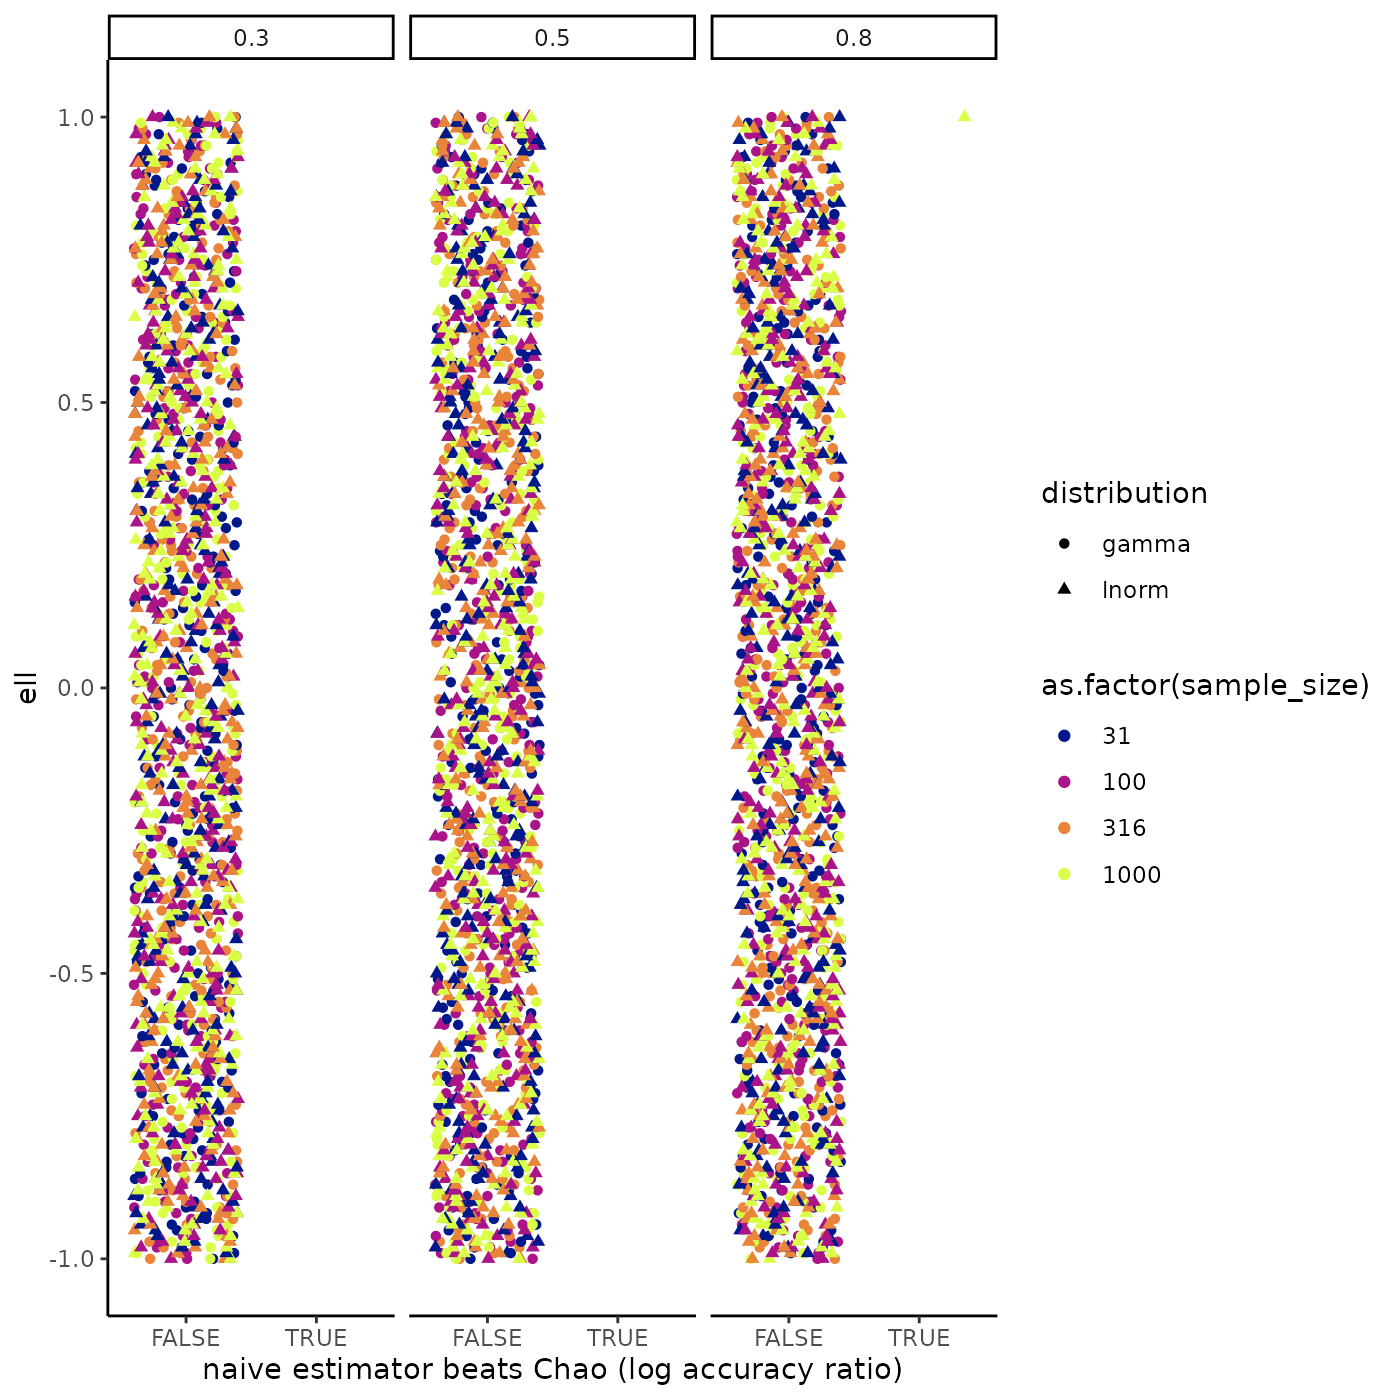 0.3 0.5 0.8
1.0
0.5
0.0
-0.5
-1.0
ell
FALSE TRUE FALSE TRUE FALSE TRUE
naive estimator beats Chao (log accuracy ratio)
distribution
gamma
lnorm
as.factor(sample_size)
31
100
316
1000